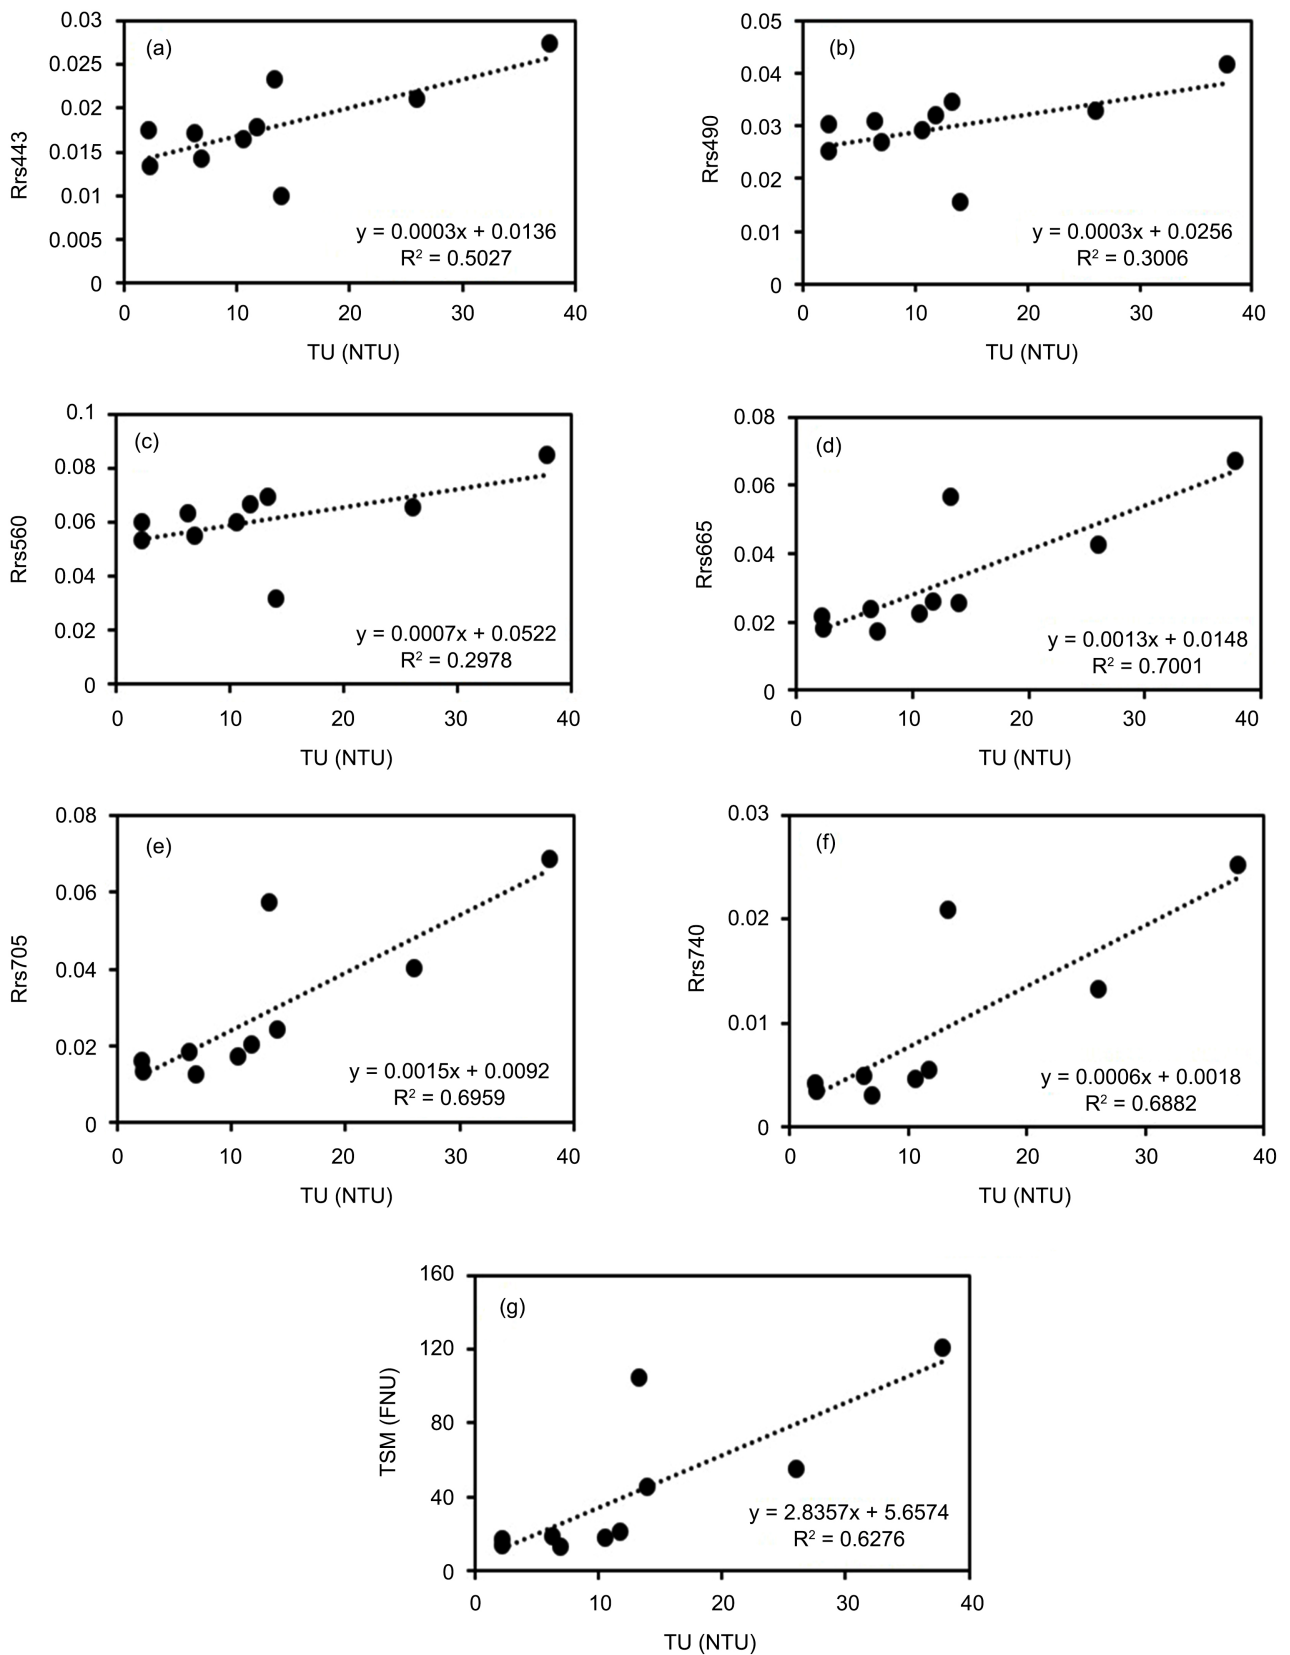 (a)
0.03
0.025
0.02
0.015
0.01
0.005
0
Rrs443
y = 0.0003x + 0.0136
R² = 0.5027
0 10 20 30 40
TU (NTU)
(b)
0.05
0.04
0.03
0.02
0.01
0
Rrs490
y = 0.0003x + 0.0256
R² = 0.3006
0 10 20 30 40
TU (NTU)
(c)
0.1
0.08
0.06
0.04
0.02
0
Rrs560
y = 0.0007x + 0.0522
R² = 0.2978
0 10 20 30 40
TU (NTU)
(d)
0.08
0.06
0.04
0.02
0
Rrs665
y = 0.0013x + 0.0148
R² = 0.7001
0 10 20 30 40
TU (NTU)
(e)
0.08
0.06
0.04
0.02
0
Rrs705
y = 0.0015x + 0.0092
R² = 0.6959
0 10 20 30 40
TU (NTU)
(f)
0.03
0.02
0.01
0
Rrs740
y = 0.0006x + 0.0018
R² = 0.6882
0 10 20 30 40
TU (NTU)
(g)
160
120
80
40
0
TSM (FNU)
y = 2.8357x + 5.6574
R² = 0.6276
0 10 20 30 40
TU (NTU)